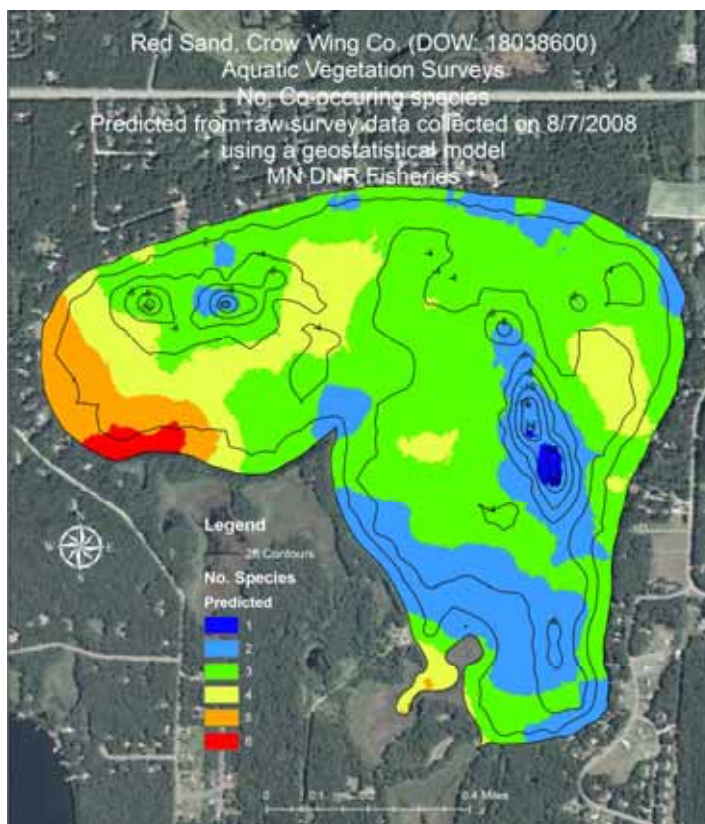 Red Sand, Crow Wing Co. (DOW: 18038600)
Aquatic Vegetation Surveys
No. Co-occuring species
Predicted from raw survey data collected on 8/7/2008
using a geostatistical model
MN DNR Fisheries
N
W E
S
Legend
2ft Contours
No. Species
Predicted
1
2
3
4
5
6
0 0.1 0.2 0.4 Miles